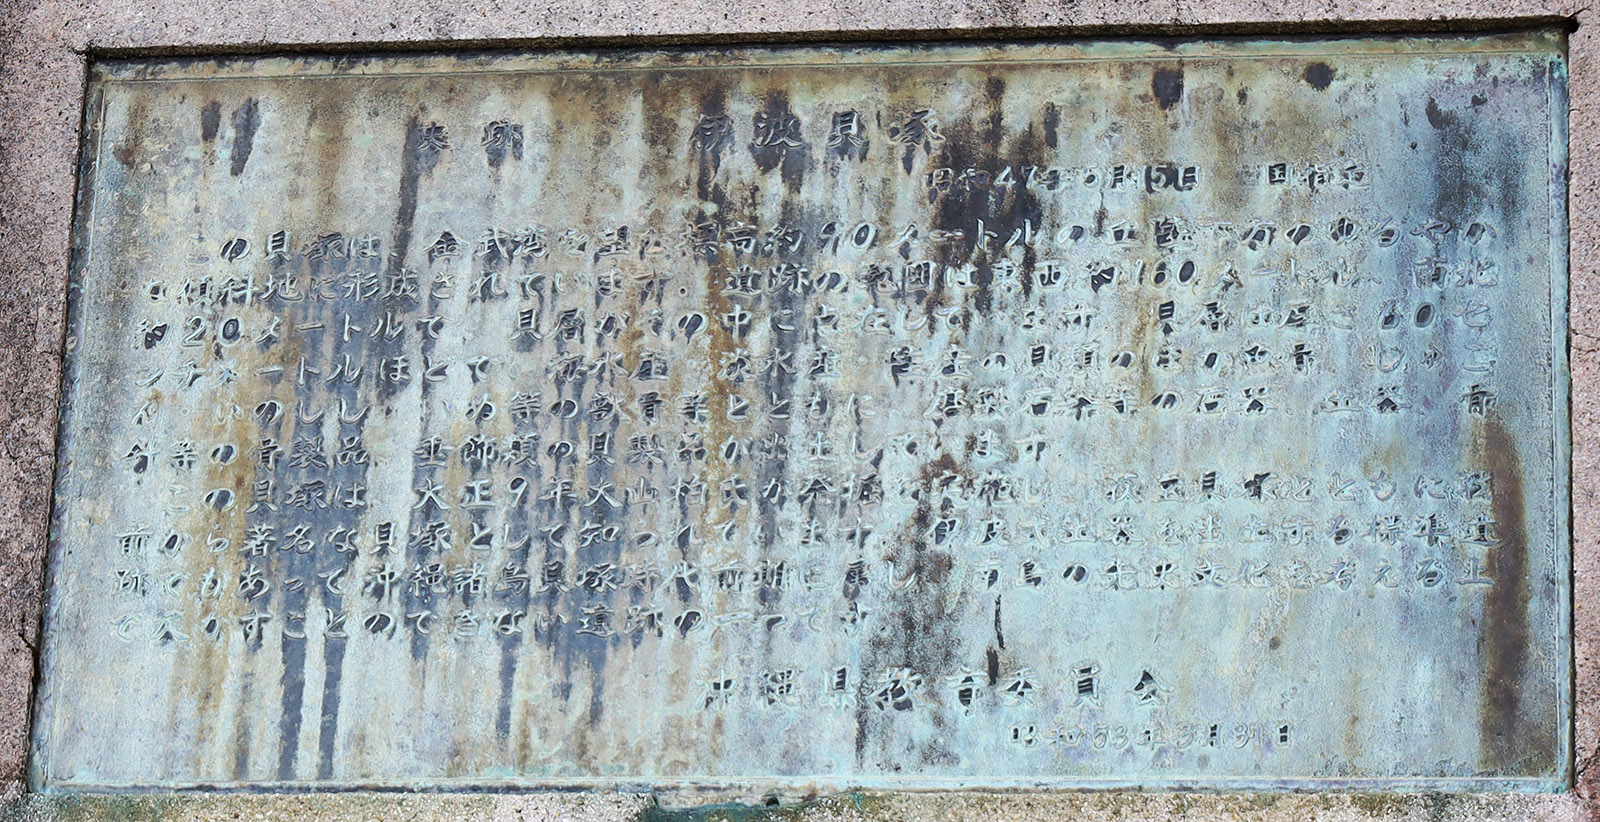 史跡 伊波貝塚
昭和47年5月15日 国指定
この貝塚は、金武湾を望む標高約90メートルの丘陵下方のゆるやか
な傾斜地に形成されています。遺跡の範囲は東西約160メートル、南北
約20メートルで、貝層がその中に点在しています。貝層は厚さ60セ
ンチメートルほどで、海水産・淡水産・陸産の貝類のほか魚骨、じゅご
ん・いのしし・いぬ等の獣骨等とともに、石斧等の石器、土器、骨
針等の骨製品、垂飾類の貝製品が出土しています。
この貝塚は、大正9年大山柏氏が発掘を実施し、荻堂貝塚とともに戦
前から著名な貝塚として知られています。伊波式土器を出土する標準遺
跡でもあって沖縄諸島貝塚時代前期に属し、南島の先史文化を考える上
で欠かすことのできない遺跡の一つです。
沖縄県教育委員会
昭和53年3月31日